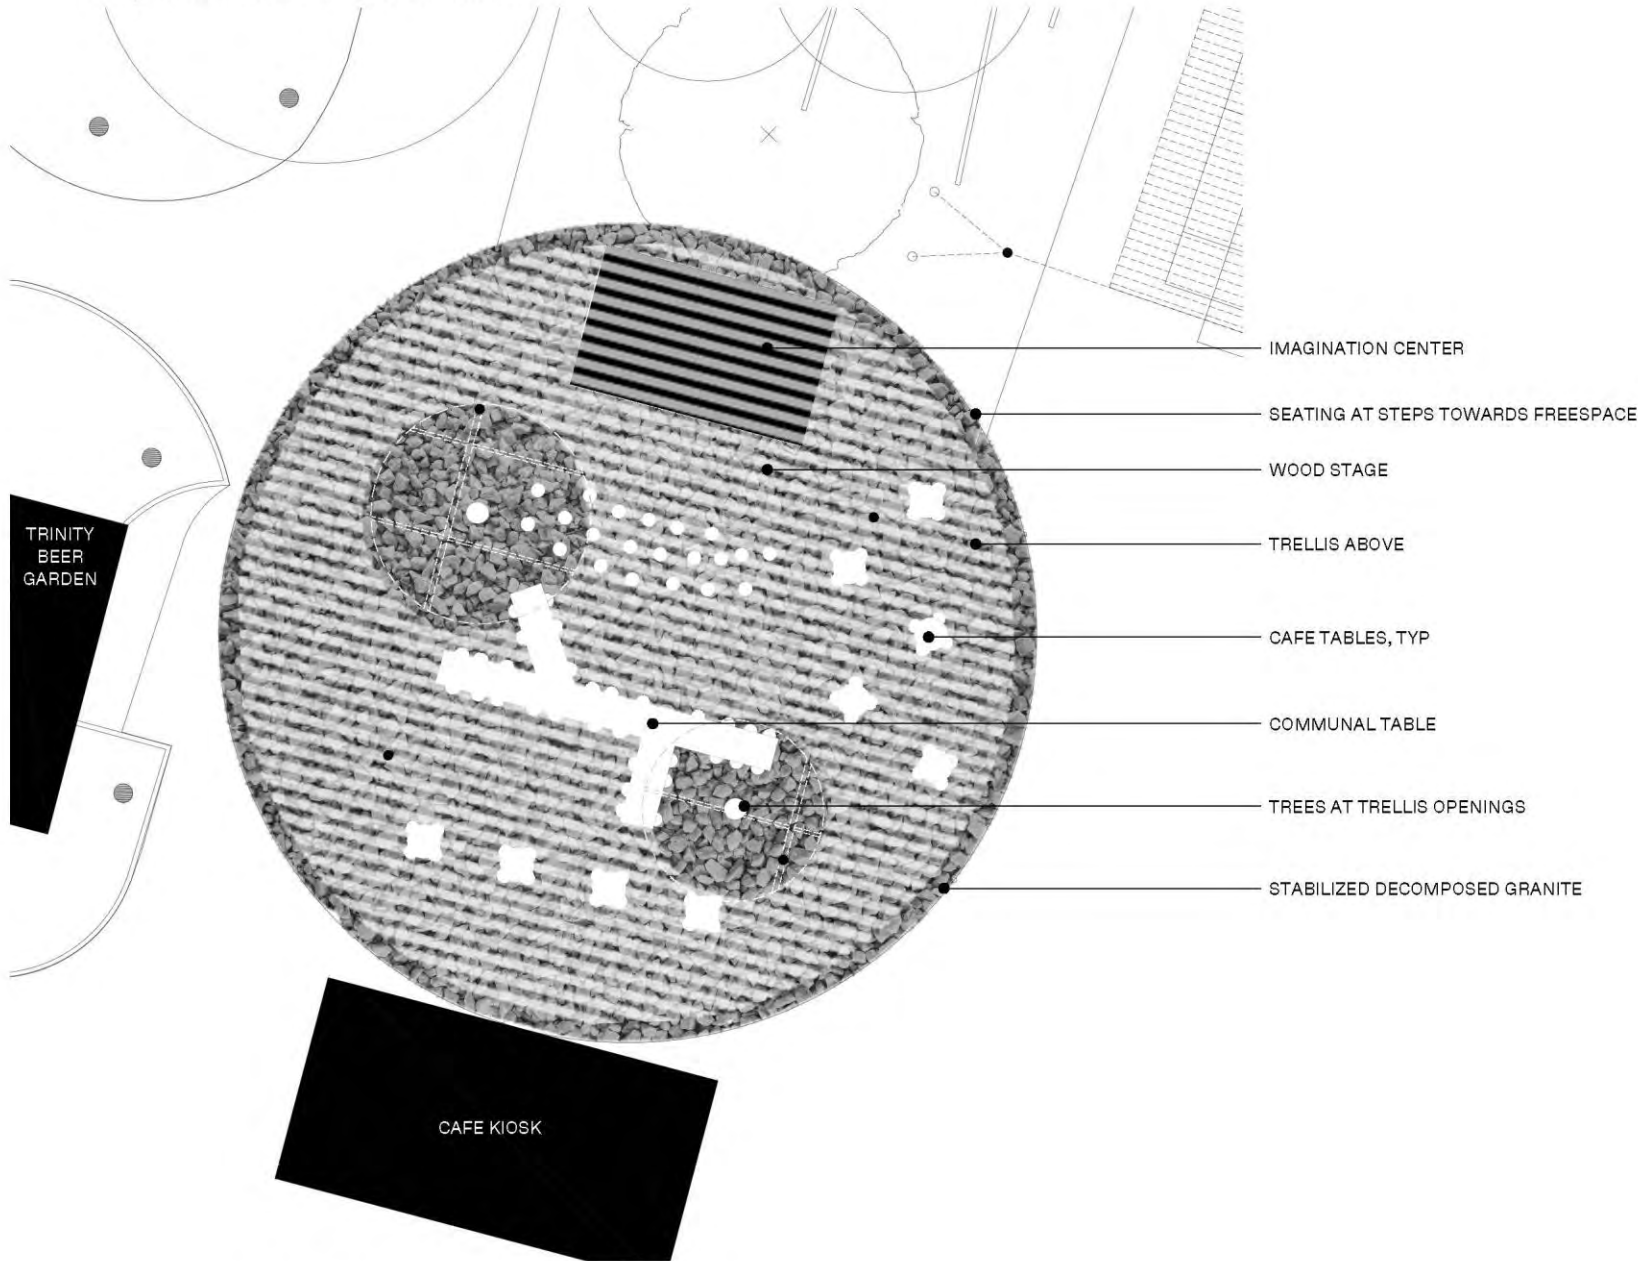 IMAGINATION CENTER
SEATING AT STEPS TOWARDS FREESPACE
WOOD STAGE
TRINITY
BEER
GARDEN
TRELLIS ABOVE
CAFE TABLES, TYP
COMMUNAL TABLE
TREES AT TRELLIS OPENINGS
STABILIZED DECOMPOSED GRANITE
CAFE KIOSK